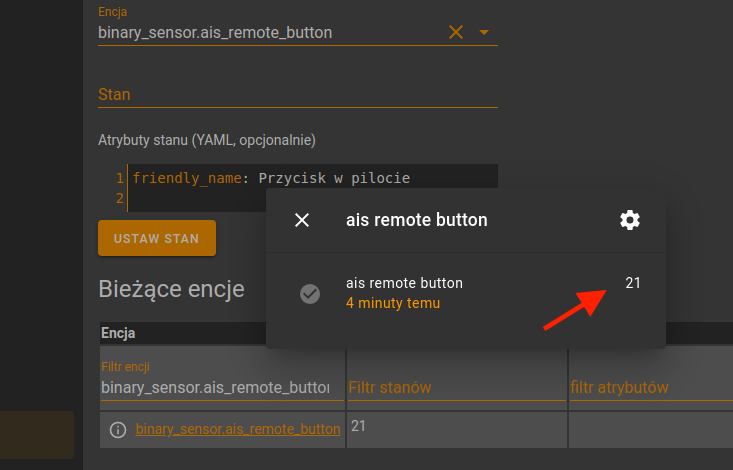 Encja
binary_sensor.ais_remote_button
Stan
Atrybuty stanu (YAML, opcjonalnie)
1 friendly_name: Przycisk w pilocie
2
USTAW STAN
ais remote button
Bieżące encje
ais remote button 21
4 minuty temu
Encja
Filtr encji
binary_sensor.ais_remote_butto
Filtr stanów
filtr atrybutów
binary_sensor.ais_remote_button 21